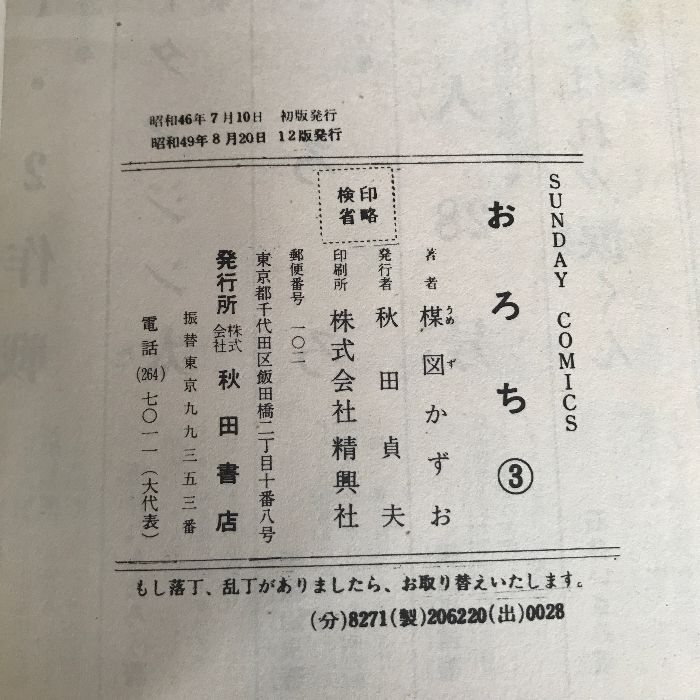 昭和46年7月10日 初版発行
昭和49年8月20日 12版発行
SUNDAY COMICS
おろち③
著者 楳図かずお
うめ ず
発行者 秋田貞夫
印刷所 株式会社精興社
検印
省略
郵便番号 一〇二
東京都千代田区飯田橋二丁目十番八号
発行所 株式会社 秋田書店
振替東京九九三五三番
電話(264)七〇一一(大代表)
もし落丁、乱丁がありましたら、お取り替えいたします。
(分)8271(製)206220(出)0028